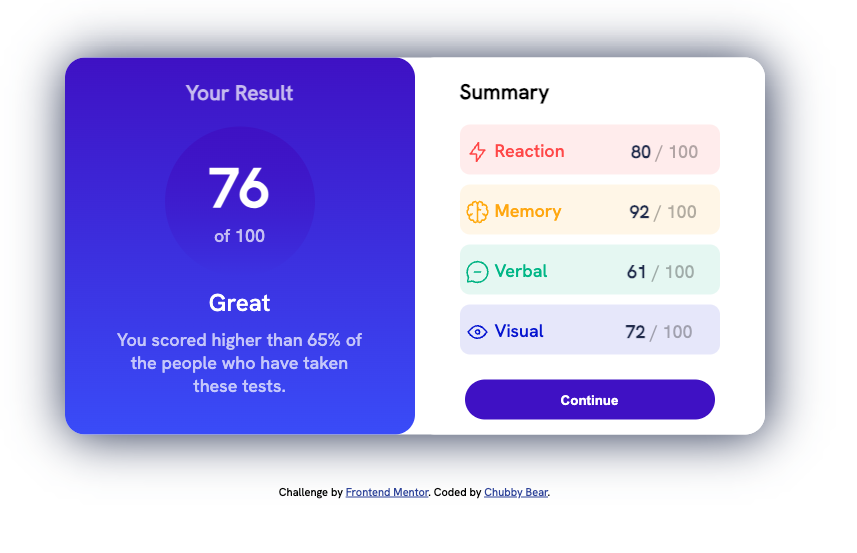 Your Result
76
of 100
Great
You scored higher than 65% of
the people who have taken
these tests.
Summary
Reaction 80 / 100
Memory 92 / 100
Verbal 61 / 100
Visual 72 / 100
Continue
Challenge by Frontend Mentor. Coded by Chubby Bear.